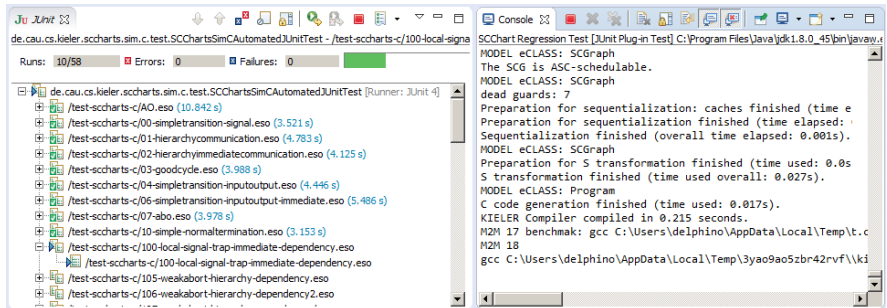 JUnit
Console
de.cau.cs.kieler.sccharts.sim.c.test.SCChartsSimCAutomatedJUnitTest - /test-sccharts-c/100-local-signa
SCChart Regression Test [JUnit Plug-in Test] C:\Program Files\Java\jdk1.8.0_45\bin\javaw.e
Runs: 10/58 Errors: 0 Failures: 0
de.cau.cs.kieler.sccharts.sim.c.test.SCChartsSimCAutomatedJUnitTest [Runner: JUnit 4]
/test-sccharts-c/AO.eso (10.842 s)
/test-sccharts-c/00-simpletransition-signal.eso (3.521 s)
/test-sccharts-c/01-hierarchycommunication.eso (4.783 s)
/test-sccharts-c/02-hierarchyimmediatecommunication.eso (4.125 s)
/test-sccharts-c/03-goodcycle.eso (3.988 s)
/test-sccharts-c/04-simpletransition-inputoutput.eso (4.446 s)
/test-sccharts-c/06-simpletransition-inputoutput-immediate.eso (5.486 s)
/test-sccharts-c/07-abo.eso (3.978 s)
/test-sccharts-c/10-simple-normaltermination.eso (3.153 s)
/test-sccharts-c/100-local-signal-trap-immediate-dependency.eso
/test-sccharts-c/100-local-signal-trap-immediate-dependency.eso
/test-sccharts-c/105-weakabort-hierarchy-dependency.eso
/test-sccharts-c/106-weakabort-hierarchy-dependency2.eso
MODEL eCLASS: SCGraph
The SCG is ASC-schedulable.
MODEL eCLASS: SCGraph
dead guards: 7
Preparation for sequentialization: caches finished (time e
Preparation for sequentialization finished (time elapsed:
Sequentialization finished (overall time elapsed: 0.001s).
MODEL eCLASS: SCGraph
Preparation for S transformation finished (time used: 0.0s
S transformation finished (time used overall: 0.027s).
MODEL eCLASS: Program
C code generation finished (time used: 0.017s).
KIELER Compiler compiled in 0.215 seconds.
M2M 17 benchmak: gcc C:\Users\delphino\AppData\Local\Temp\t.c
M2M 18
gcc C:\Users\delphino\AppData\Local\Temp\3yao9ao5zbr42rvf\\ki